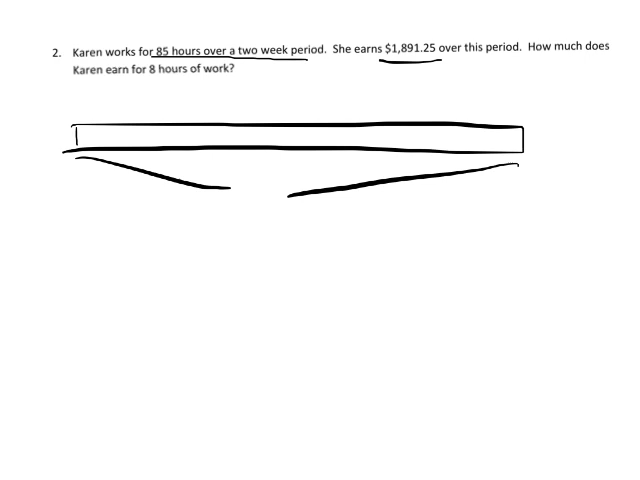 2. Karen works for 85 hours over a two week period. She earns $1,891.25 over this period. How much does
Karen earn for 8 hours of work?